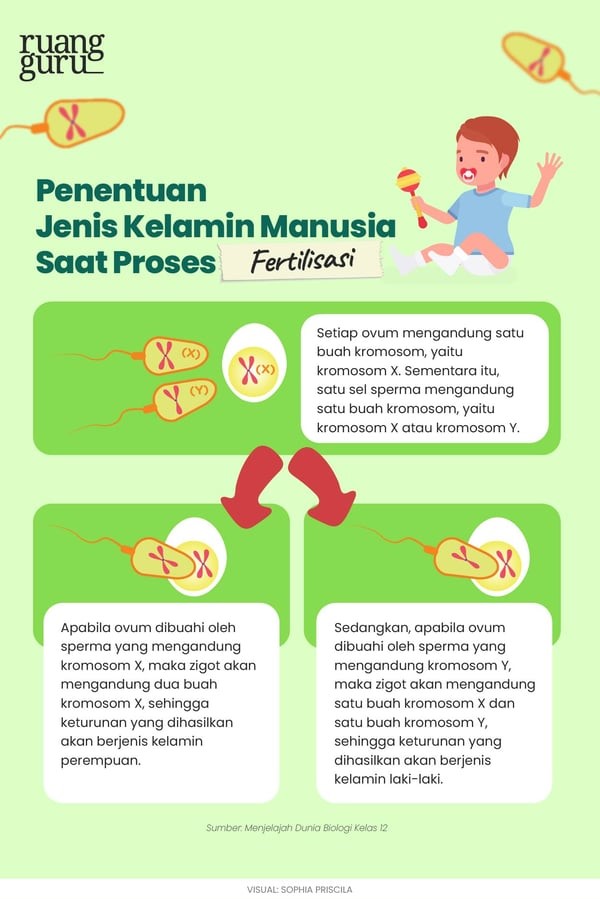 ruang
guru
Penentuan
Jenis Kelamin Manusia
Saat Proses Fertilisasi
(X)
(Y)
(X)
Setiap ovum mengandung satu
buah kromosom, yaitu
kromosom X. Sementara itu,
satu sel sperma mengandung
satu buah kromosom, yaitu
kromosom X atau kromosom Y.
Apabila ovum dibuahi oleh
sperma yang mengandung
kromosom X, maka zigot akan
mengandung dua buah
kromosom X, sehingga
keturunan yang dihasilkan
akan berjenis kelamin
perempuan.
Sedangkan, apabila ovum
dibuahi oleh sperma yang
mengandung kromosom Y,
maka zigot akan mengandung
satu buah kromosom X dan
satu buah kromosom Y,
sehingga keturunan yang
dihasilkan akan berjenis
kelamin laki-laki.
Sumber: Menjelajah Dunia Biologi Kelas 12
VISUAL: SOPHIA PRISCILA